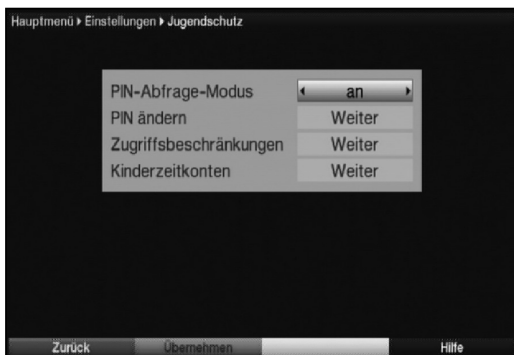 Hauptmenü ▸ Einstellungen ▸ Jugendschutz
PIN-Abfrage-Modus an
PIN ändern Weiter
Zugriffsbeschränkungen Weiter
Kinderzeitkonten Weiter
Zurück Übernehmen Hilfe